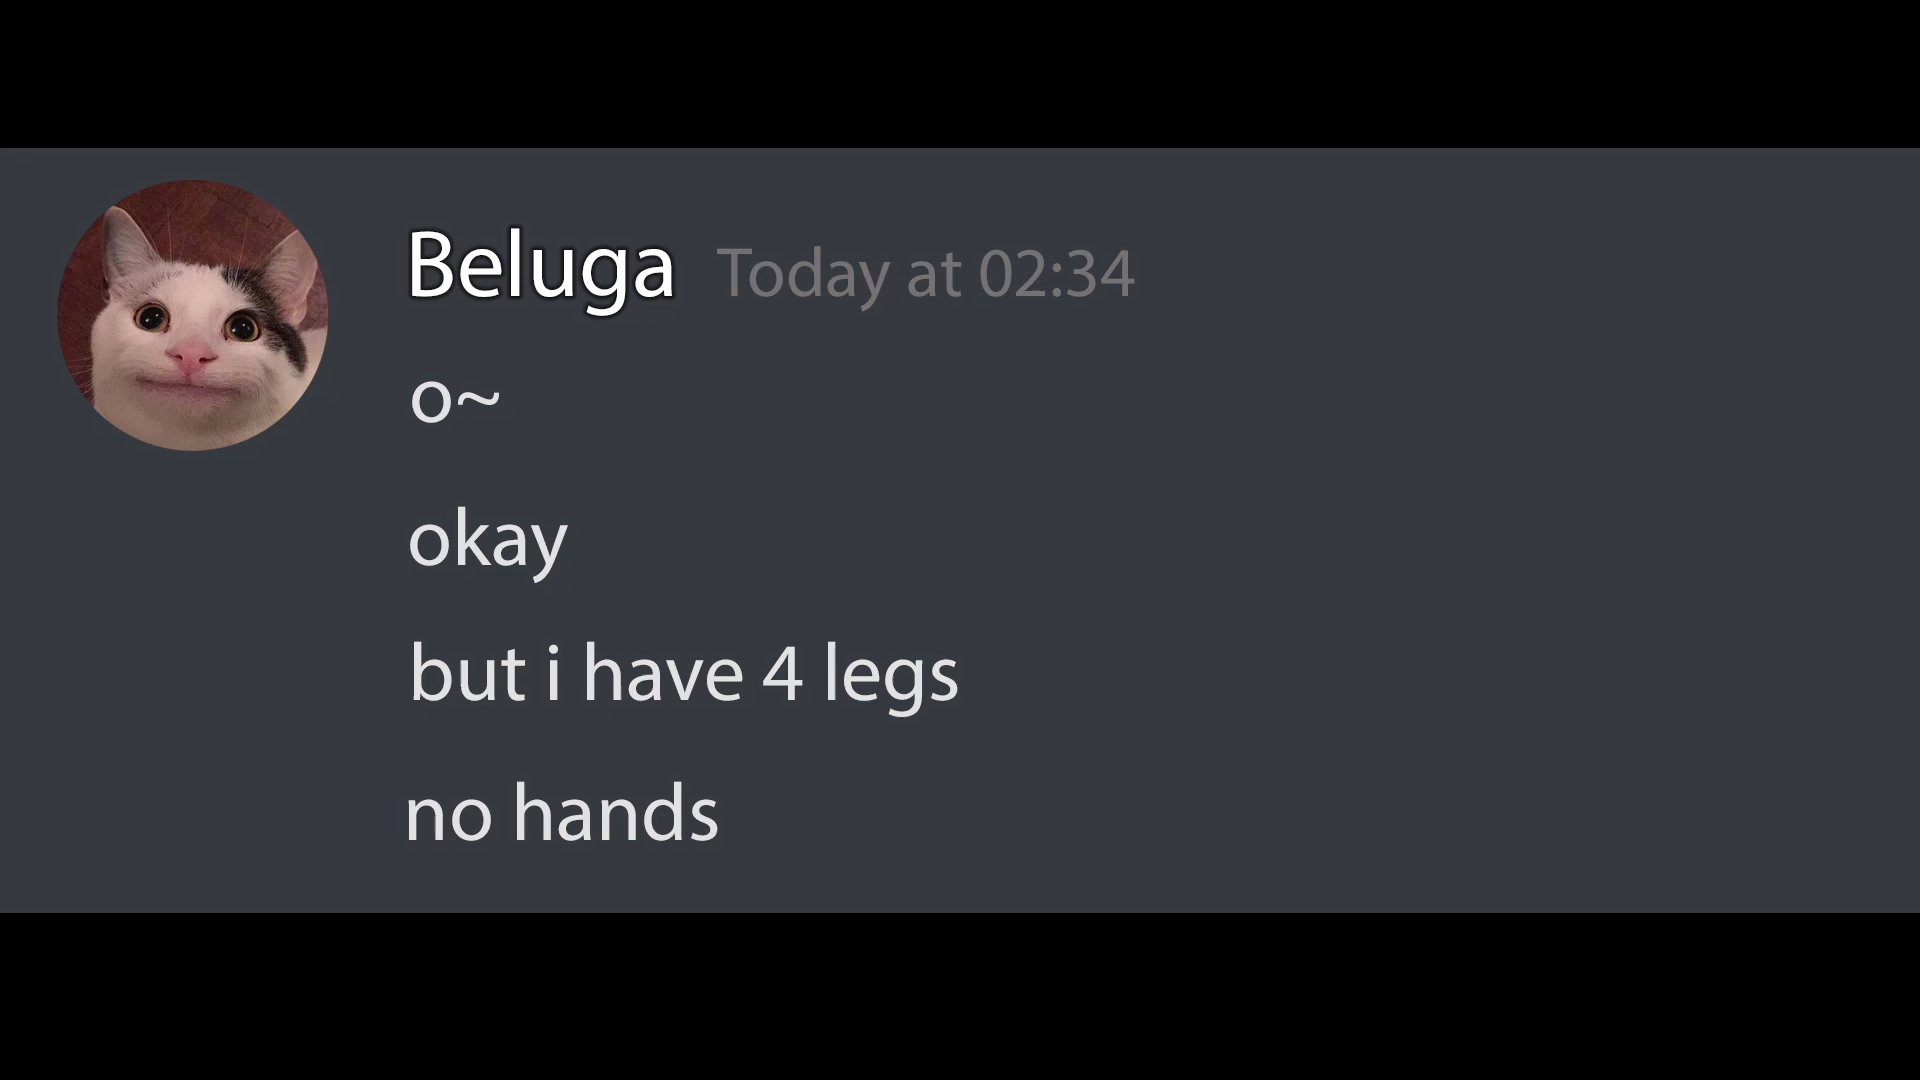 Beluga Today at 02:34
o~
okay
but i have 4 legs
no hands